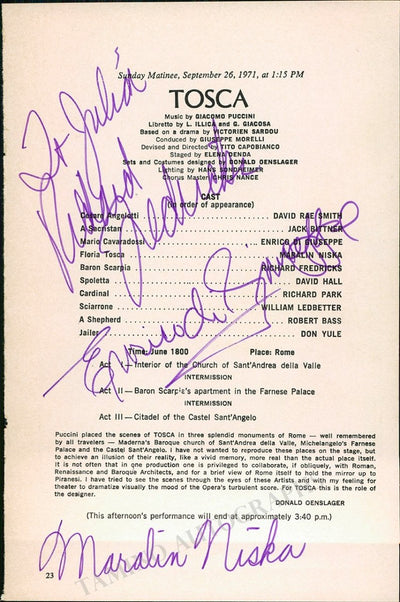 Sunday Matinee, September 26, 1971, at 1:15 PM
TOSCA
Music by GIACOMO PUCCINI
Libretto by L. ILLICA and G. GIACOSA
Based on a drama by VICTORIEN SARDOU
Conducted by GIUSEPPE MORELLI
Devised and Directed by TITO CAPOBIANCO
Staged by ELENA DENDA
Sets and Costumes designed by DONALD OENSLAGER
Lighting by HANS SONDHEIMER
Chorus Master CHRIS NANCE
CAST
(in order of appearance)
Cesare Angelotti DAVID RAE SMITH
A Sacristan JACK BITTNER
Mario Cavaradossi ENRICO DI GIUSEPPE
Floria Tosca MARALIN NISKA
Baron Scarpia RICHARD FREDRICKS
Spoletta DAVID HALL
Cardinal RICHARD PARK
Sciarrone WILLIAM LEDBETTER
A Shepherd ROBERT BASS
Jailer DON YULE
Time: June 1800 Place: Rome
Act I—Interior of the Church of Sant'Andrea della Valle
INTERMISSION
Act II—Baron Scarpia's apartment in the Farnese Palace
INTERMISSION
Act III—Citadel of the Castel Sant'Angelo
Puccini placed the scenes of TOSCA in three splendid monuments of Rome — well remembered
by all travelers — Maderna's Baroque church of Sant'Andrea della Valle, Michelangelo's Farnese
Palace and the Castel Sant'Angelo. I have not wanted to reproduce these places on the stage, but
to achieve an illusion of their reality, like a vivid memory, more real than the actual place itself.
It is not often that in one production one is privileged to collaborate, if obliquely, with Roman,
Renaissance and Baroque Architects, and for a brief view of Rome itself to hold the mirror up to
Piranesi. I have tried to see the scenes through the eyes of these Artists and with my feeling for
theater to dramatize visually the mood of the Opera's turbulent score. For TOSCA this is the role of
the designer.
DONALD OENSLAGER
(This afternoon's performance will end at approximately 3:40 p.m.)
23
Julia
Richard Fredricks
Enrico di Giuseppe
Maralin Niska
TAMINO AUTOGRAPHS